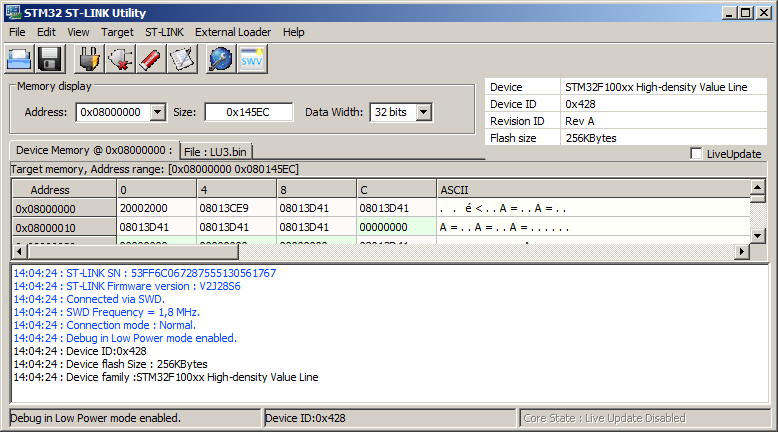 STM32 ST-LINK Utility
File Edit View Target ST-LINK External Loader Help
SWV
Memory display
Address: 0x08000000 Size: 0x145EC Data Width: 32 bits
Device STM32F100xx High-density Value Line
Device ID 0x428
Revision ID Rev A
Flash size 256KBytes
LiveUpdate
Device Memory @ 0x08000000 : File : LU3.bin
Target memory, Address range: [0x08000000 0x080145EC]
Address 0 4 8 C ASCII
0x08000000 20002000 08013CE9 08013D41 08013D41 . . é < . . A = . . A = . .
0x08000010 08013D41 08013D41 08013D41 00000000 A = . . A = . . A = . . . . . .
14:04:24 : ST-LINK SN : 53FF6C067287555130561767
14:04:24 : ST-LINK Firmware version : V2J28S6
14:04:24 : Connected via SWD.
14:04:24 : SWD Frequency = 1,8 MHz.
14:04:24 : Connection mode : Normal.
14:04:24 : Debug in Low Power mode enabled.
14:04:24 : Device ID:0x428
14:04:24 : Device flash Size : 256KBytes
14:04:24 : Device family :STM32F100xx High-density Value Line
Debug in Low Power mode enabled. Device ID:0x428 Core State : Live Update Disabled